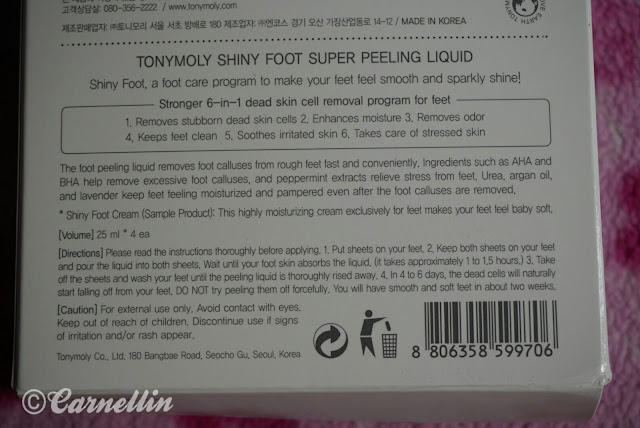 고객상담실: 080-356-2222 / www.tonymoly.com
제조판매업자: ㈜토니모리 서울 서초 방배로 180 제조업자: ㈜엔코스 경기 오산 가장산업동로 14-12 / MADE IN KOREA
TONYMOLY SHINY FOOT SUPER PEELING LIQUID
Shiny Foot, a foot care program to make your feet feel smooth and sparkly shine!
Stronger 6-in-1 dead skin cell removal program for feet
1. Removes stubborn dead skin cells 2. Enhances moisture 3. Removes odor
4. Keeps feet clean 5. Soothes irritated skin 6. Takes care of stressed skin
The foot peeling liquid removes foot calluses from rough feet fast and conveniently. Ingredients such as AHA and
BHA help remove excessive foot calluses, and peppermint extracts relieve stress from feet. Urea, argan oil,
and lavender keep feet feeling moisturized and pampered even after the foot calluses are removed.
* Shiny Foot Cream (Sample Product): This highly moisturizing cream exclusively for feet makes your feet feel baby soft.
[Volume] 25 ml * 4 ea
[Directions] Please read the instructions thoroughly before applying. 1. Put sheets on your feet. 2. Keep both sheets on your feet
and pour the liquid into both sheets. Wait until your foot skin absorbs the liquid. (it takes approximately 1 to 1.5 hours.) 3. Take
off the sheets and wash your feet until the peeling liquid is thoroughly rised away. 4. In 4 to 6 days, the dead cells will naturally
start falling off from your feet. DO NOT try peeling them off forcefully. You will have smooth and soft feet in about two weeks.
[Caution] For external use only. Avoid contact with eyes.
Keep out of reach of children. Discontinue use if signs
of irritation and/or rash appear.
Tonymoly Co., Ltd. 180 Bangbae Road, Seocho Gu, Seoul, Korea
8 806358 599706
©Carnellin